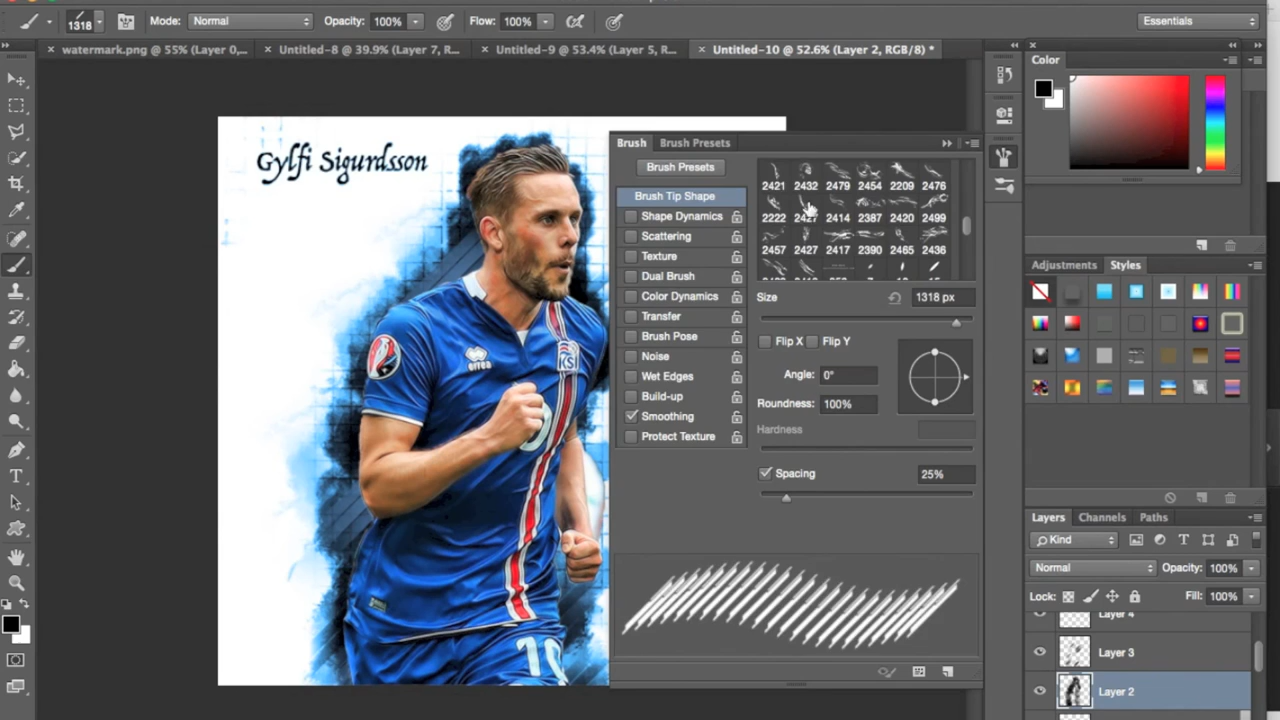 1318 Mode: Normal Opacity: 100% Flow: 100% Essentials
watermark.png @ 55% (Layer 0,... Untitled-8 @ 39.9% (Layer 7, R... Untitled-9 @ 53.4% (Layer 5, R... Untitled-10 @ 52.6% (Layer 2, RGB/8) *
Gylfi Sigurdsson
errea
KSÍ
10
Brush Brush Presets
Brush Presets
Brush Tip Shape
Shape Dynamics
Scattering
Texture
Dual Brush
Color Dynamics
Transfer
Brush Pose
Noise
Wet Edges
Build-up
Smoothing
Protect Texture
2421 2432 2479 2454 2209 2476
2222 2427 2414 2387 2420 2499
2457 2427 2417 2390 2465 2436
Size 1318 px
Flip X Flip Y
Angle: 0°
Roundness: 100%
Hardness
Spacing 25%
Color
Adjustments Styles
Layers Channels Paths
Kind
Normal Opacity: 100%
Lock: Fill: 100%
Layer 4
Layer 3
Layer 2